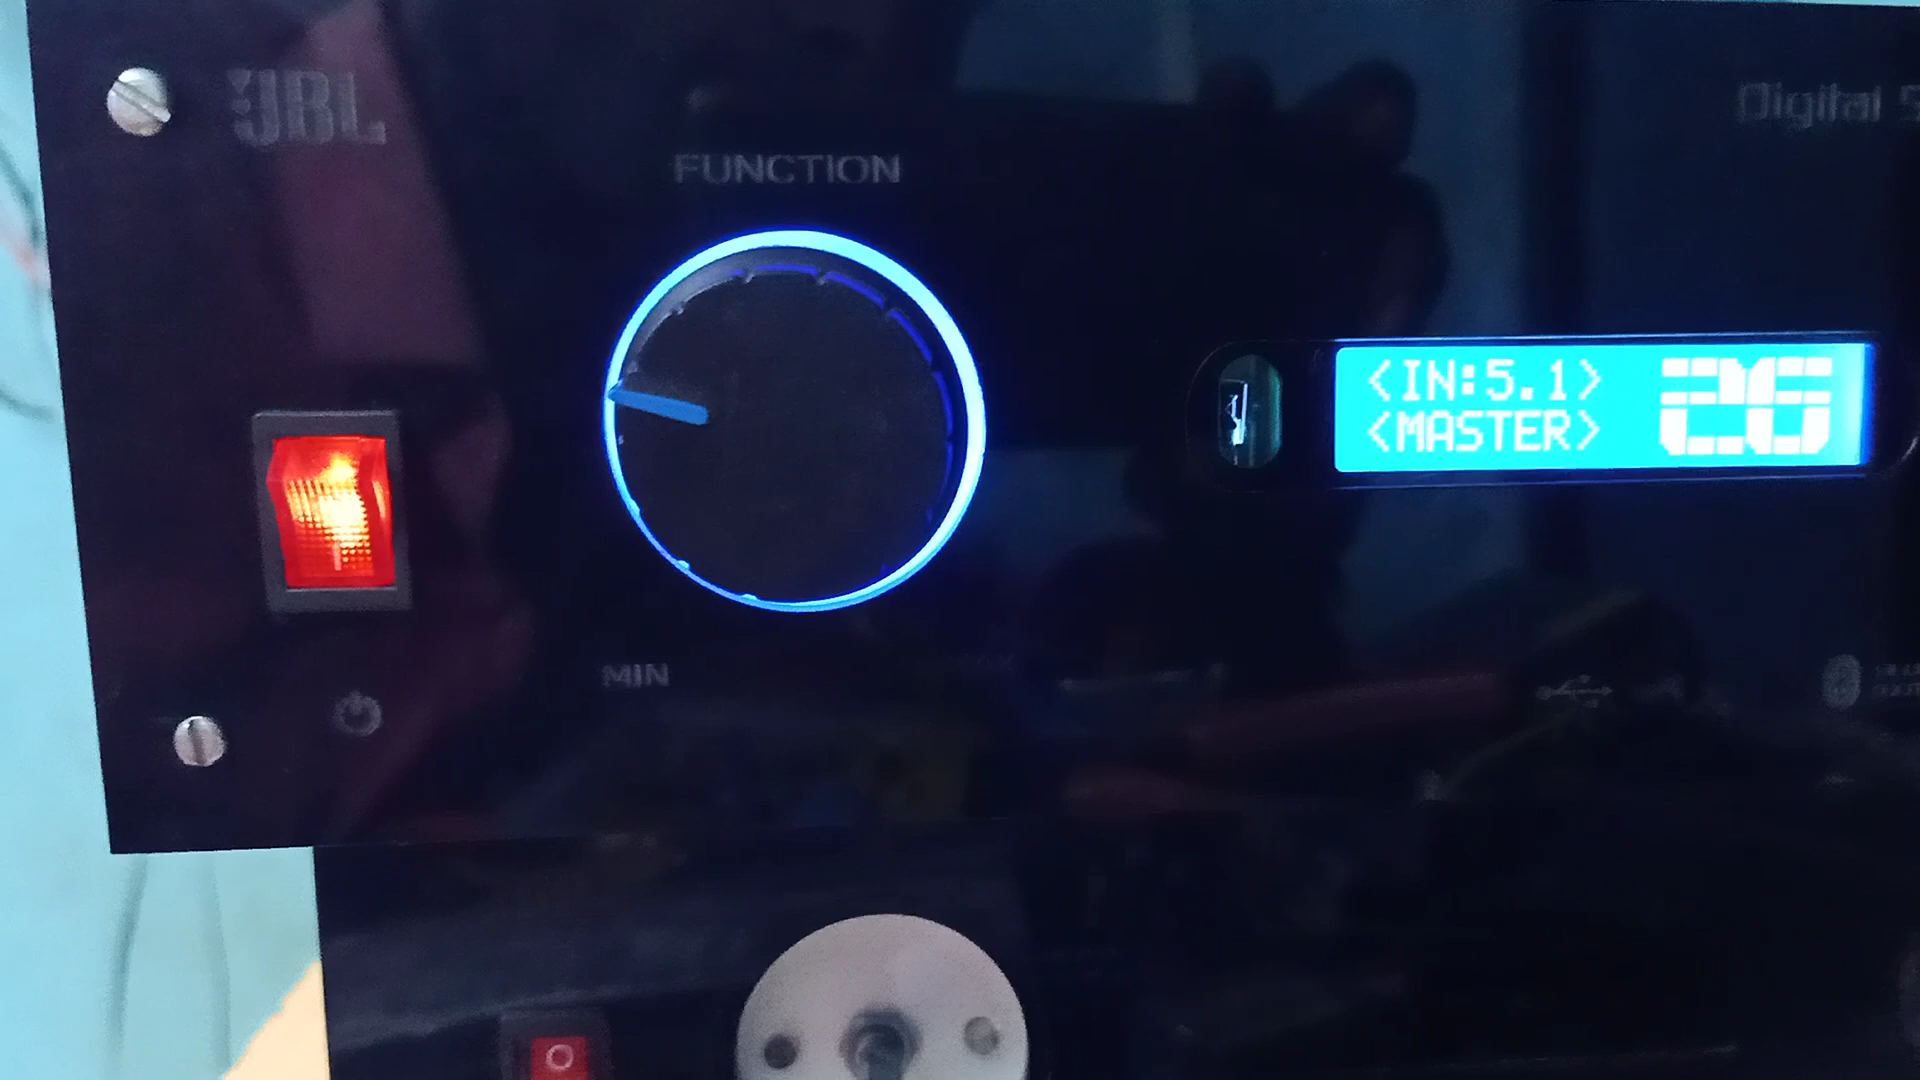 JBL
Digital S
FUNCTION
<IN:5.1>
<MASTER>
26
MIN